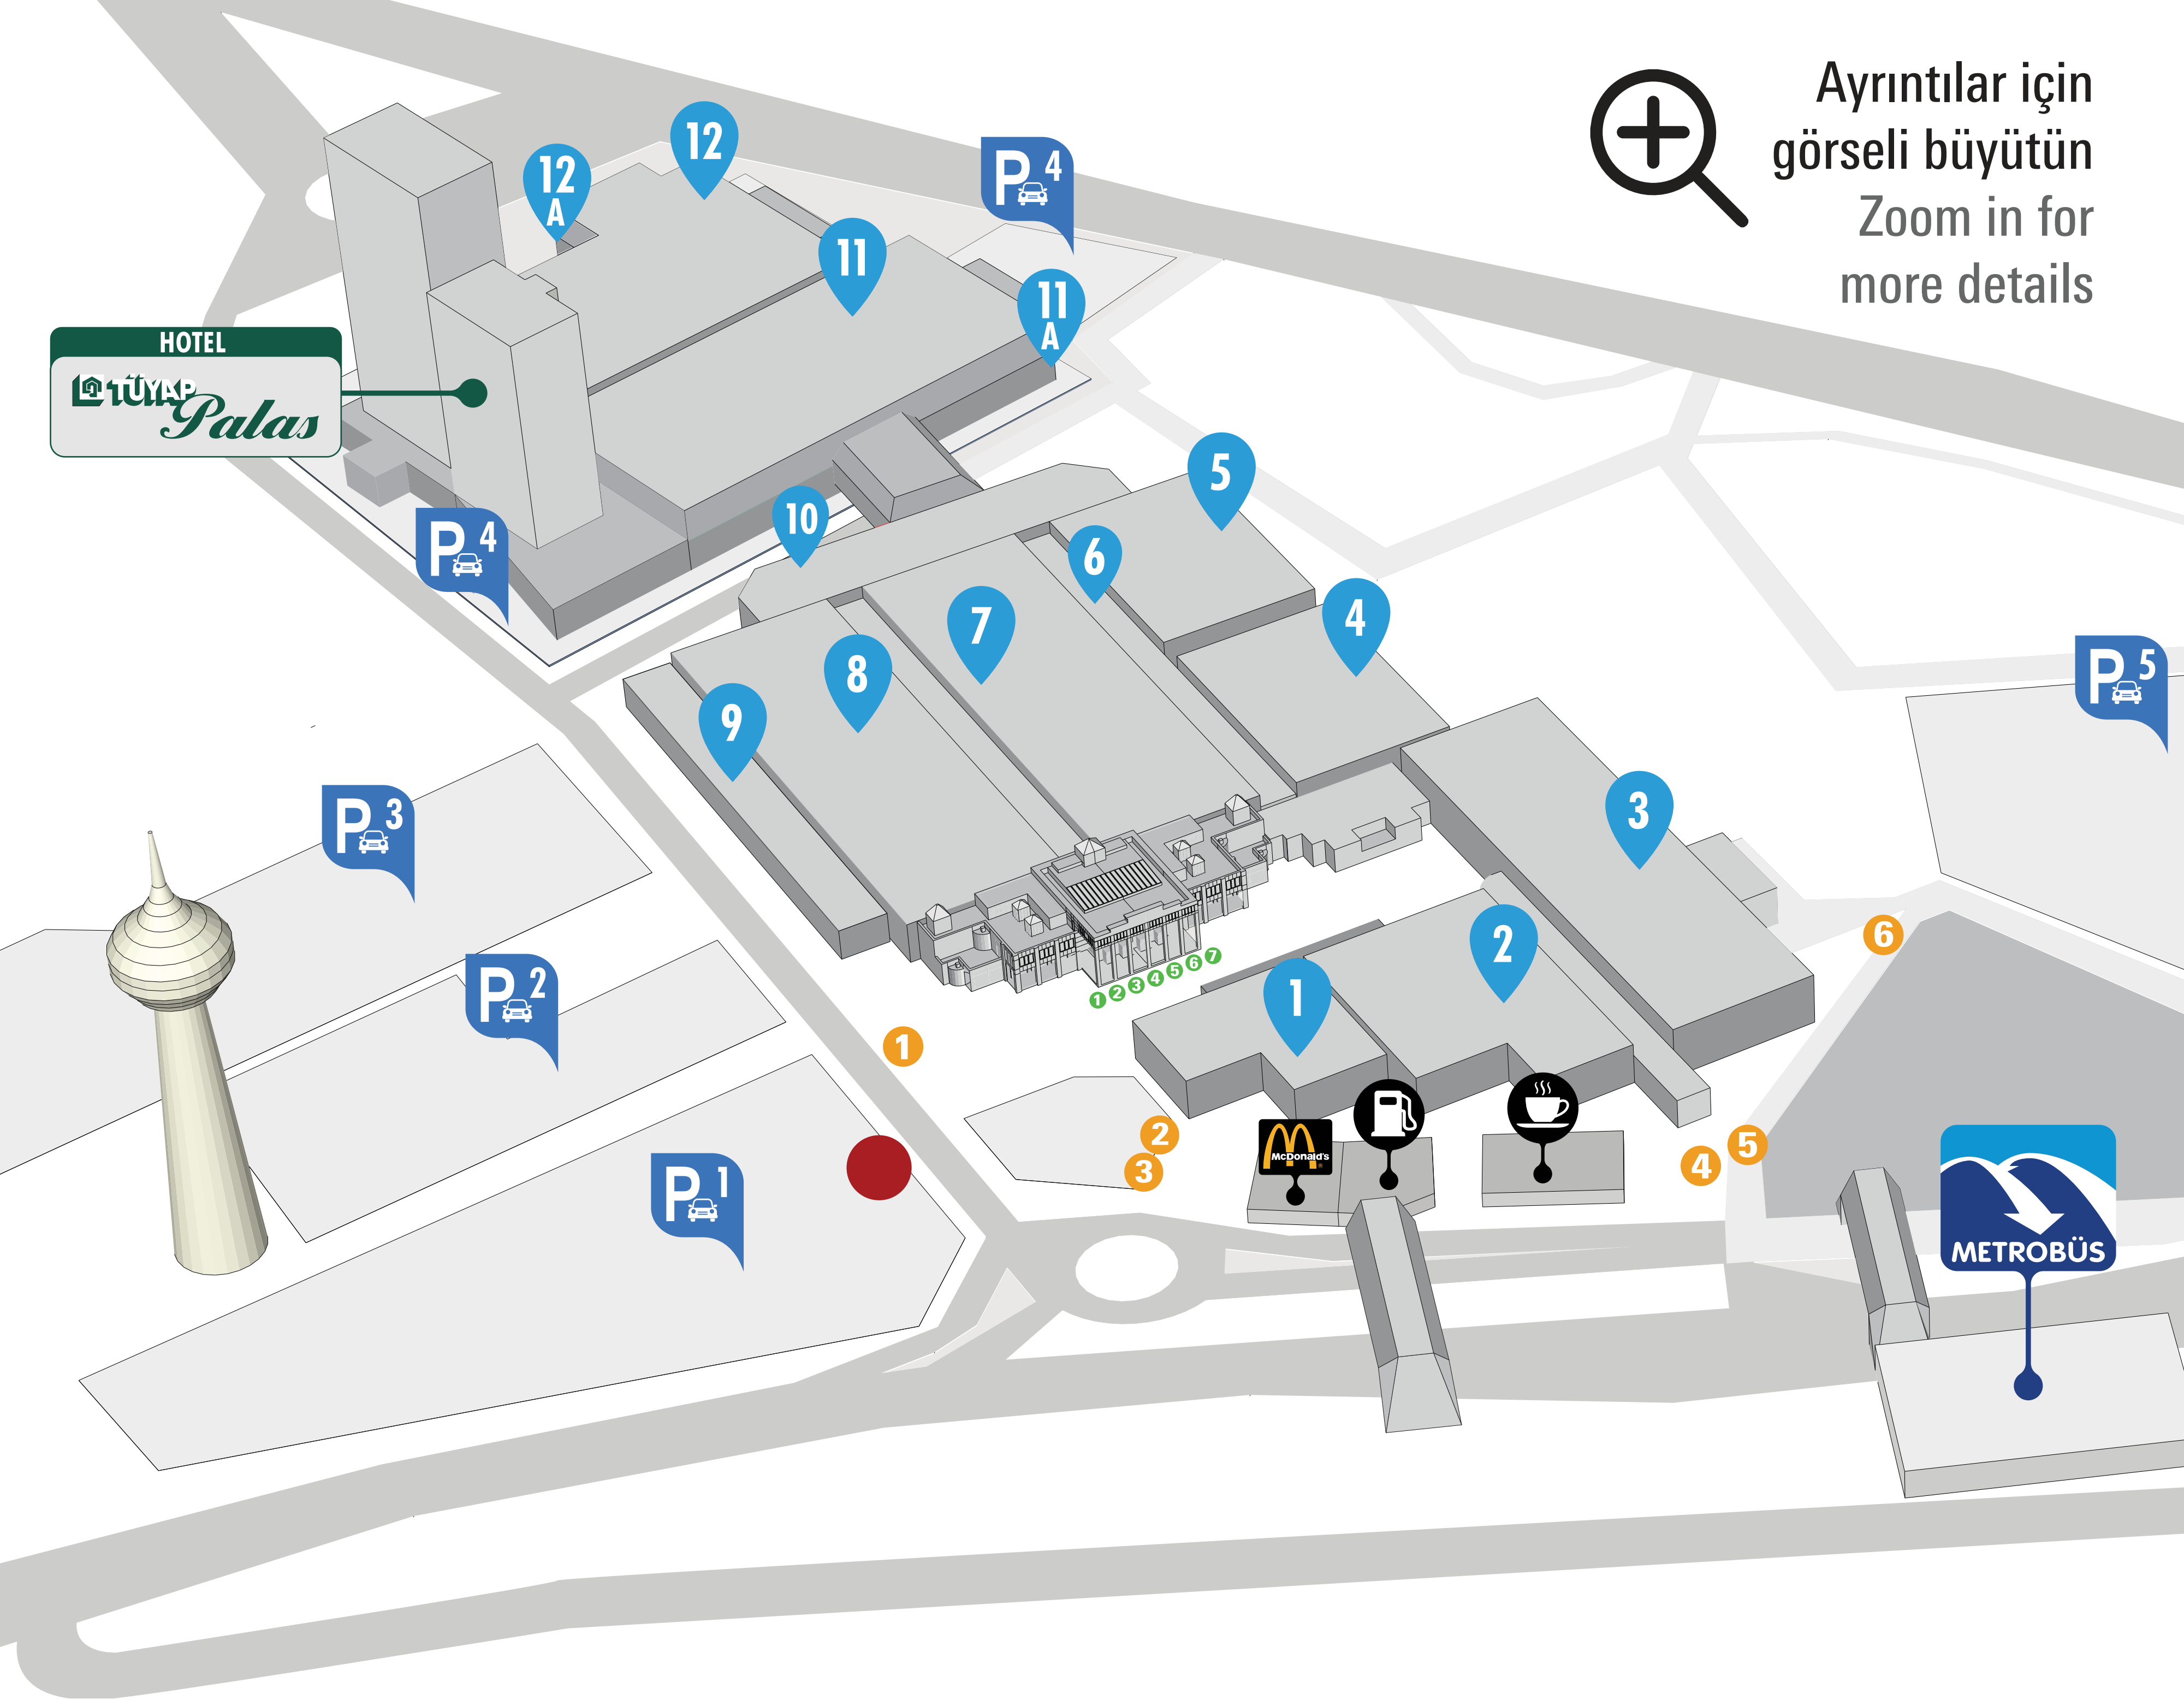 Ayrıntılar için
görseli büyütün
Zoom in for
more details
12
12
A
P 4
11
11
A
HOTEL
TÜYAP
Palas
5
10
P 4
6
7
4
8
P 5
9
3
P 3
6
2
P 2
1
1 2 3 4 5 6 7
1
2
McDonald's
3
5
4
P 1
METROBÜS